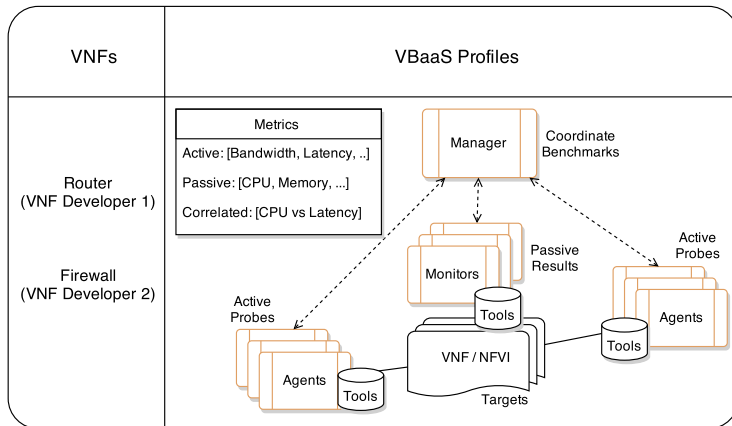 VNFs
VBaaS Profiles
Router
(VNF Developer 1)
Firewall
(VNF Developer 2)
Metrics
Active: [Bandwidth, Latency, ..]
Passive: [CPU, Memory, ...]
Correlated: [CPU vs Latency]
Manager
Coordinate
Benchmarks
Monitors
Passive
Results
Tools
Active
Probes
Agents
Tools
Active
Probes
Agents
Tools
VNF / NFVI
Targets